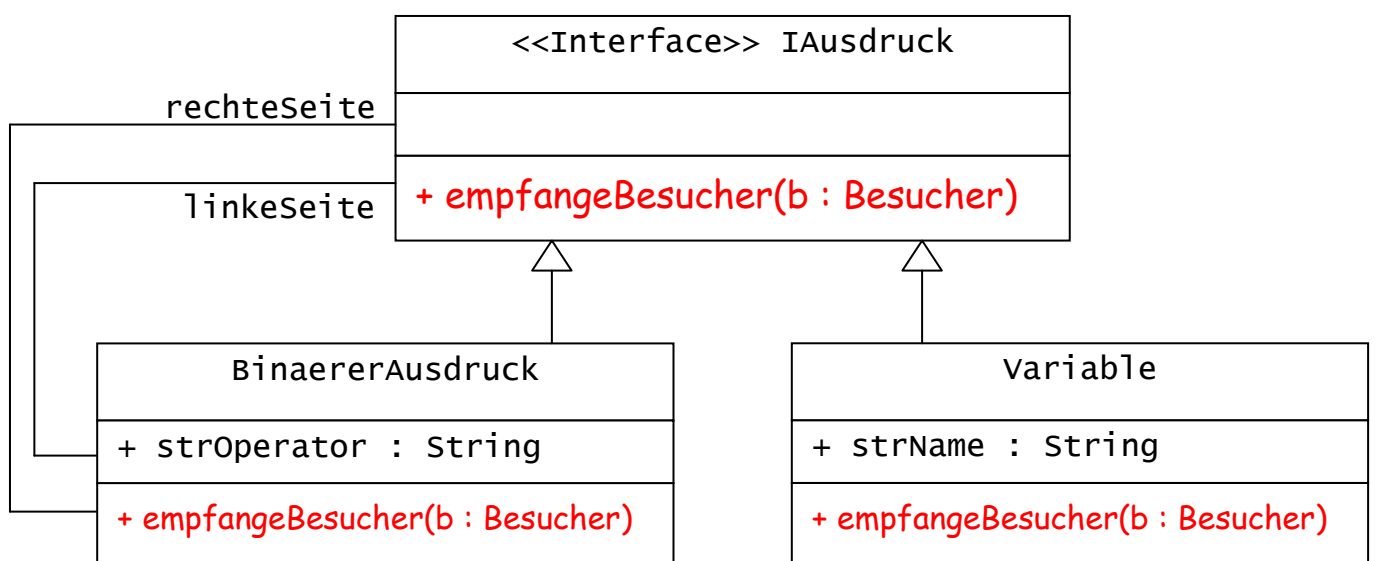 <<Interface>> IAusdruck
rechteSeite
linkeSeite
+ empfangeBesucher(b : Besucher)
BinaererAusdruck
+ strOperator : String
+ empfangeBesucher(b : Besucher)
Variable
+ strName : String
+ empfangeBesucher(b : Besucher)